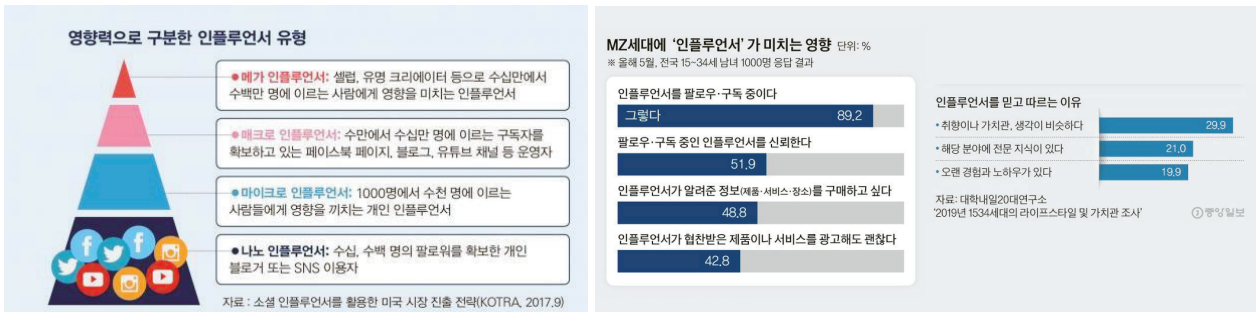 영향력으로 구분한 인플루언서 유형
●메가 인플루언서: 셀럽, 유명 크리에이터 등으로 수십만에서
수백만 명에 이르는 사람에게 영향을 미치는 인플루언서
●매크로 인플루언서: 수만에서 수십만 명에 이르는 구독자를
확보하고 있는 페이스북 페이지, 블로그, 유튜브 채널 등 운영자
●마이크로 인플루언서: 1000명에서 수천 명에 이르는
사람들에게 영향을 끼치는 개인 인플루언서
●나노 인플루언서: 수십, 수백 명의 팔로워를 확보한 개인
블로거 또는 SNS 이용자
자료 : 소셜 인플루언서를 활용한 미국 시장 진출 전략(KOTRA, 2017.9)
MZ세대에 ‘인플루언서’가 미치는 영향 단위: %
※ 올해 5월, 전국 15~34세 남녀 1000명 응답 결과
인플루언서를 팔로우·구독 중이다
그렇다 89.2
팔로우·구독 중인 인플루언서를 신뢰한다
51.9
인플루언서가 알려준 정보(제품·서비스·장소)를 구매하고 싶다
48.8
인플루언서가 협찬받은 제품이나 서비스를 광고해도 괜찮다
42.8
인플루언서를 믿고 따르는 이유
• 취향이나 가치관, 생각이 비슷하다 29.9
• 해당 분야에 전문 지식이 있다 21.0
• 오랜 경험과 노하우가 있다 19.9
자료: 대학내일20대연구소
‘2019년 1534세대의 라이프스타일 및 가치관 조사’
중앙일보